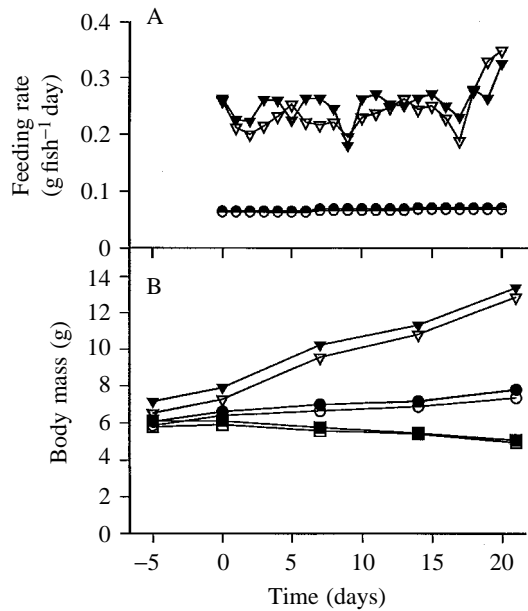 A
0.4
0.3
0.2
0.1
0
Feeding rate
(g fish⁻¹ day)
B
14
12
10
8
6
4
2
0
Body mass (g)
−5 0 5 10 15 20
Time (days)